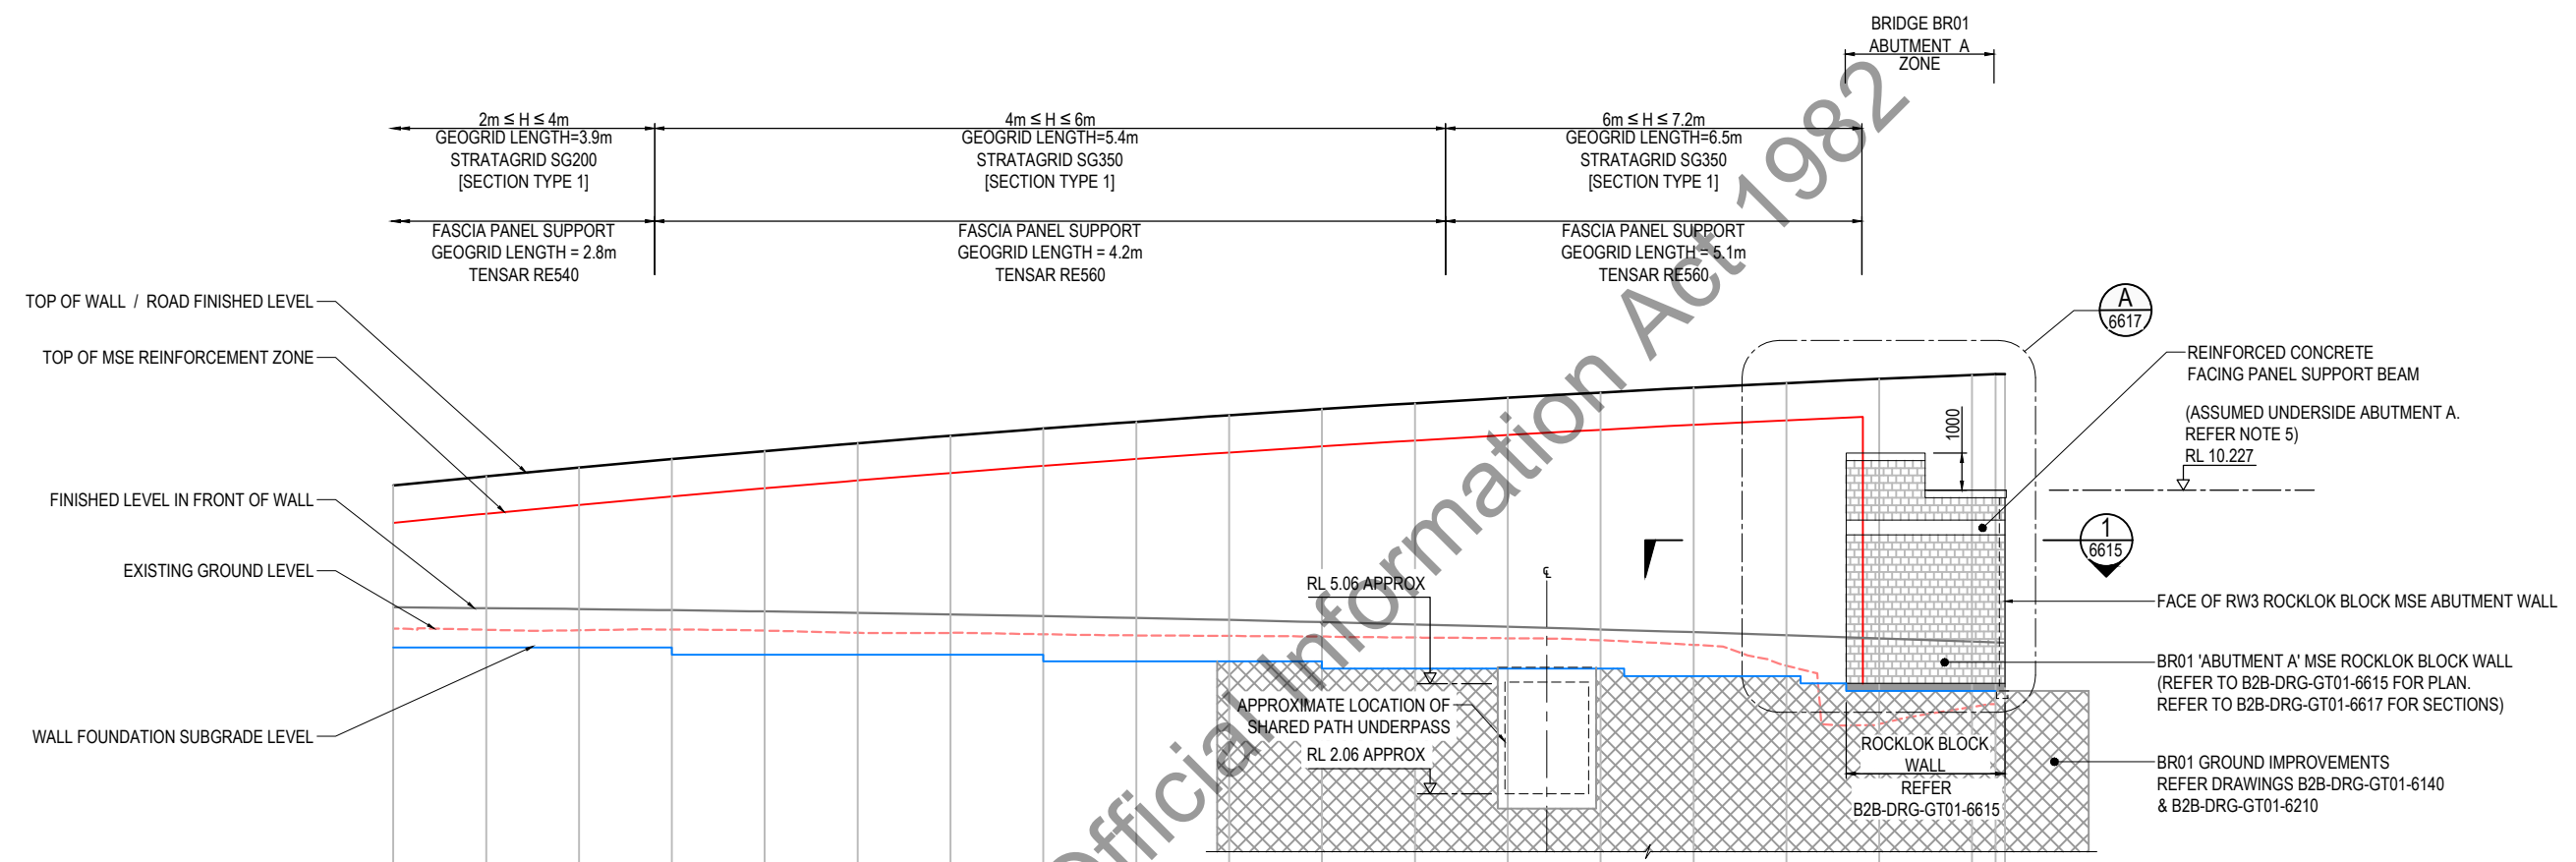 BRIDGE BR01
ABUTMENT A
ZONE
2m ≤ H ≤ 4m
GEOGRID LENGTH=3.9m
STRATAGRID SG200
[SECTION TYPE 1]
4m ≤ H ≤ 6m
GEOGRID LENGTH=5.4m
STRATAGRID SG350
[SECTION TYPE 1]
6m ≤ H ≤ 7.2m
GEOGRID LENGTH=6.5m
STRATAGRID SG350
[SECTION TYPE 1]
FASCIA PANEL SUPPORT
GEOGRID LENGTH = 2.8m
TENSAR RE540
FASCIA PANEL SUPPORT
GEOGRID LENGTH = 4.2m
TENSAR RE560
FASCIA PANEL SUPPORT
GEOGRID LENGTH = 5.1m
TENSAR RE560
TOP OF WALL / ROAD FINISHED LEVEL
TOP OF MSE REINFORCEMENT ZONE
FINISHED LEVEL IN FRONT OF WALL
EXISTING GROUND LEVEL
WALL FOUNDATION SUBGRADE LEVEL
A
6617
REINFORCED CONCRETE
FACING PANEL SUPPORT BEAM
(ASSUMED UNDERSIDE ABUTMENT A.
REFER NOTE 5)
RL 10.227
1000
1
6615
RL 5.06 APPROX
℄
APPROXIMATE LOCATION OF
SHARED PATH UNDERPASS
RL 2.06 APPROX
FACE OF RW3 ROCKLOK BLOCK MSE ABUTMENT WALL
BR01 'ABUTMENT A' MSE ROCKLOK BLOCK WALL
(REFER TO B2B-DRG-GT01-6615 FOR PLAN.
REFER TO B2B-DRG-GT01-6617 FOR SECTIONS)
ROCKLOK BLOCK
WALL
REFER
B2B-DRG-GT01-6615
BR01 GROUND IMPROVEMENTS
REFER DRAWINGS B2B-DRG-GT01-6140
& B2B-DRG-GT01-6210
Official Information Act 1982